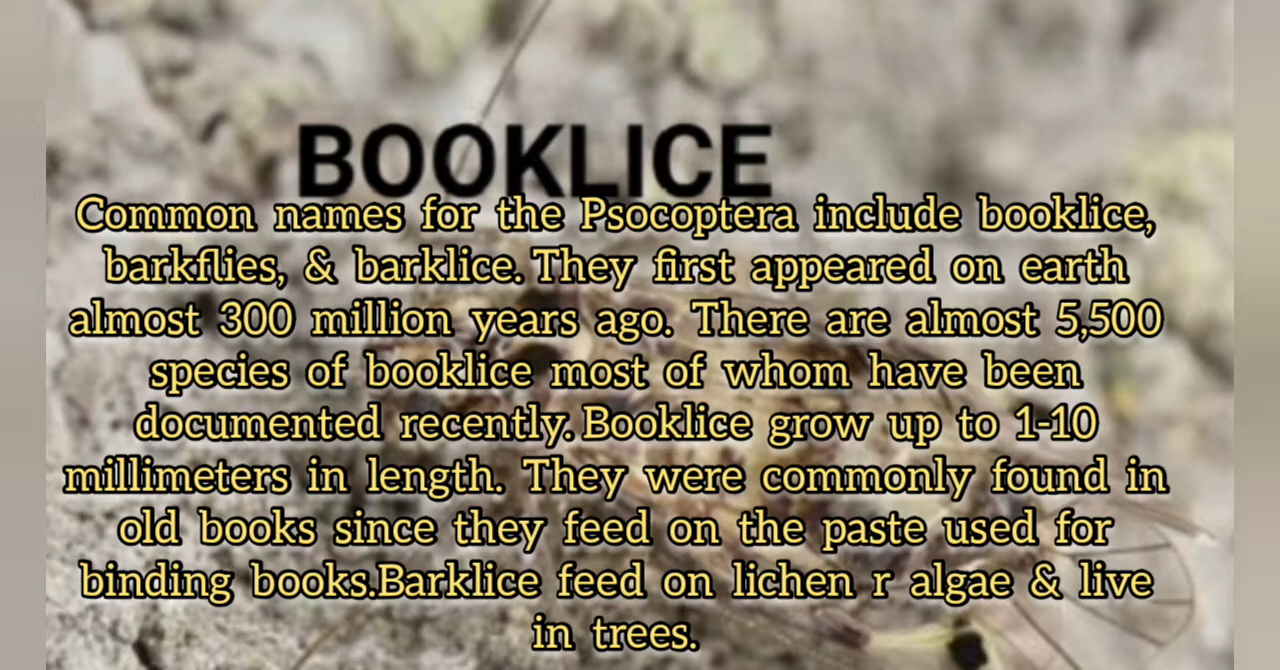 BOOKLICE
Common names for the Psocoptera include booklice,
barkflies, & barklice. They first appeared on earth
almost 300 million years ago. There are almost 5,500
species of booklice most of whom have been
documented recently. Booklice grow up to 1-10
millimeters in length. They were commonly found in
old books since they feed on the paste used for
binding books.Barklice feed on lichen r algae & live
in trees.